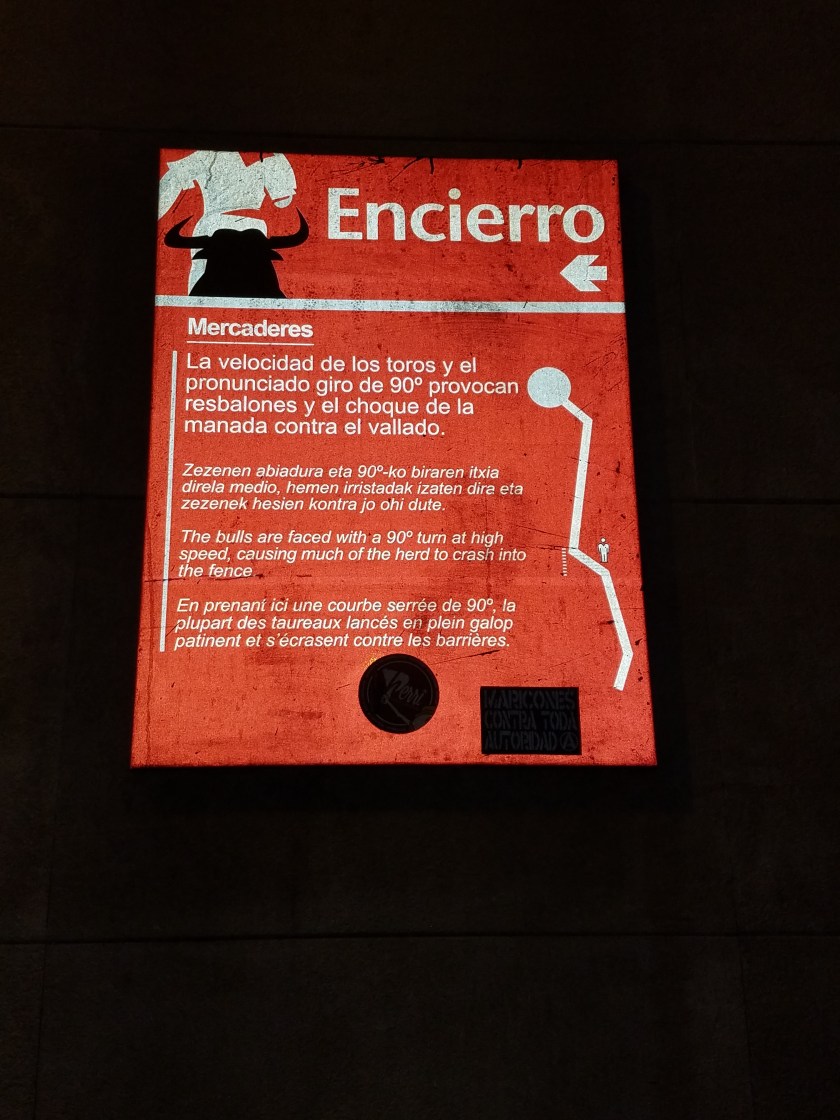 Encierro
Mercaderes
La velocidad de los toros y el
pronunciado giro de 90º provocan
resbalones y el choque de la
manada contra el vallado.
Zezenen abiadura eta 90º-ko biraren itxia
direla medio, hemen irristadak izaten dira eta
zezenek hesien kontra jo ohi dute.
The bulls are faced with a 90º turn at high
speed, causing much of the herd to crash into
the fence
En prenant ici une courbe serrée de 90º, la
plupart des taureaux lancés en plein galop
patinent et s'écrasent contre les barrières.
MARICONES
CONTRA TODA
AUTORIDAD